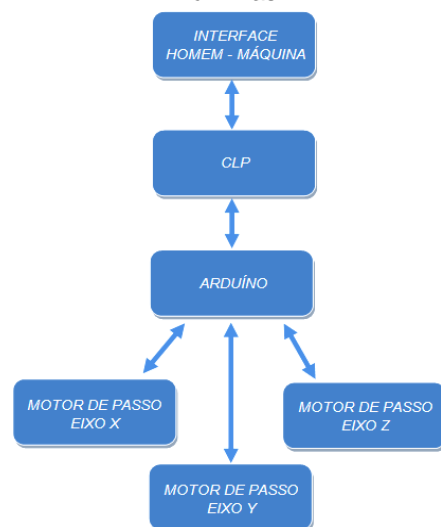 INTERFACE
HOMEM - MÁQUINA
CLP
ARDUÍNO
MOTOR DE PASSO
EIXO X
MOTOR DE PASSO
EIXO Z
MOTOR DE PASSO
EIXO Y